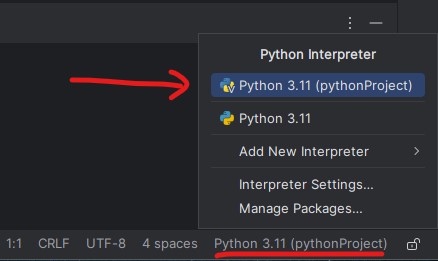 Python Interpreter
Python 3.11 (pythonProject)
Python 3.11
Add New Interpreter
Interpreter Settings...
Manage Packages...
1:1 CRLF UTF-8 4 spaces Python 3.11 (pythonProject)